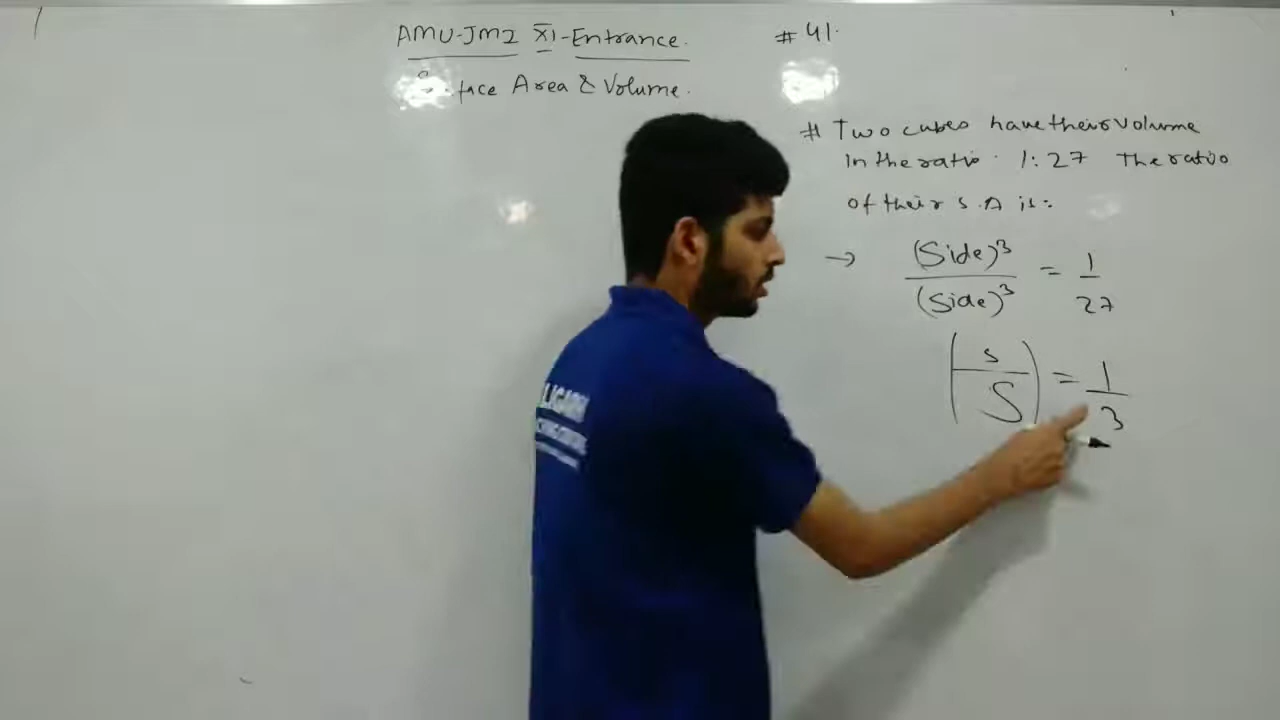 AMU-JMI XI-Entrance.
# 41.
face Area & Volume.
# Two cubes have their volume
in the ratio 1:27 The ratio
of their S.A is:
→ (Side)³ / (Side)³ = 1/27
(s/S) = 1/3